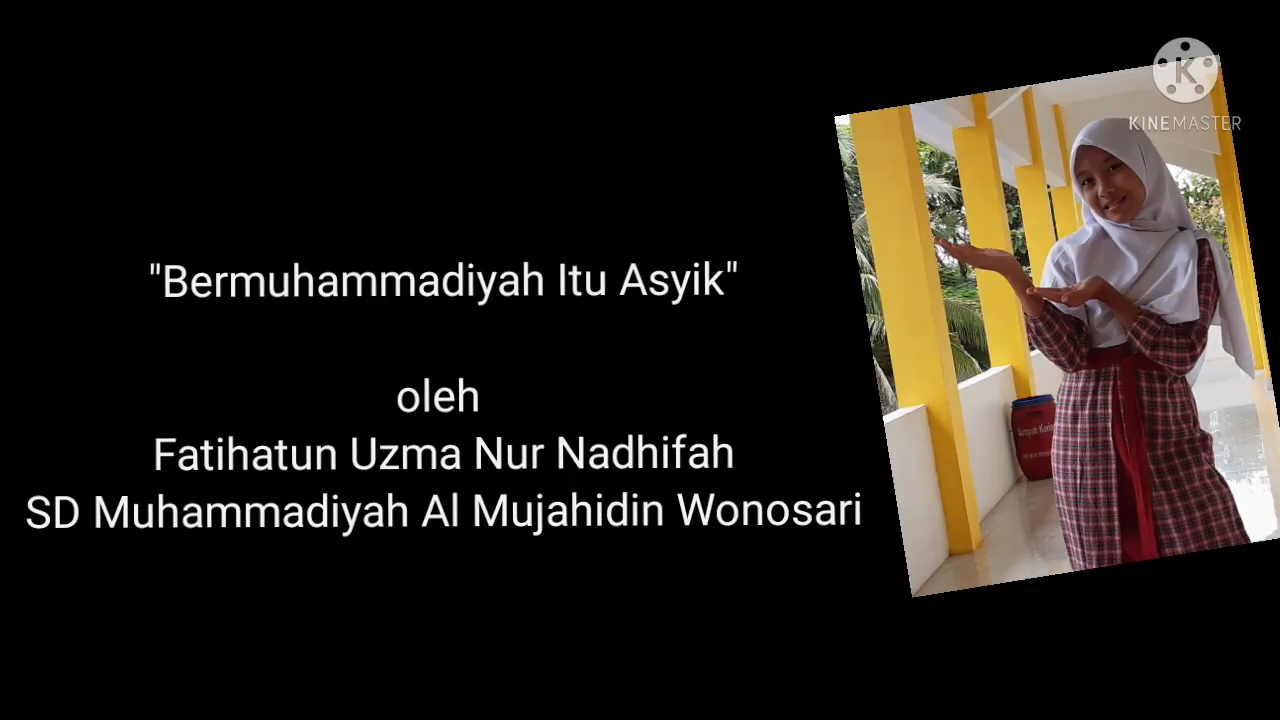 "Bermuhammadiyah Itu Asyik"
oleh
Fatihatun Uzma Nur Nadhifah
SD Muhammadiyah Al Mujahidin Wonosari
K
KINEMASTER